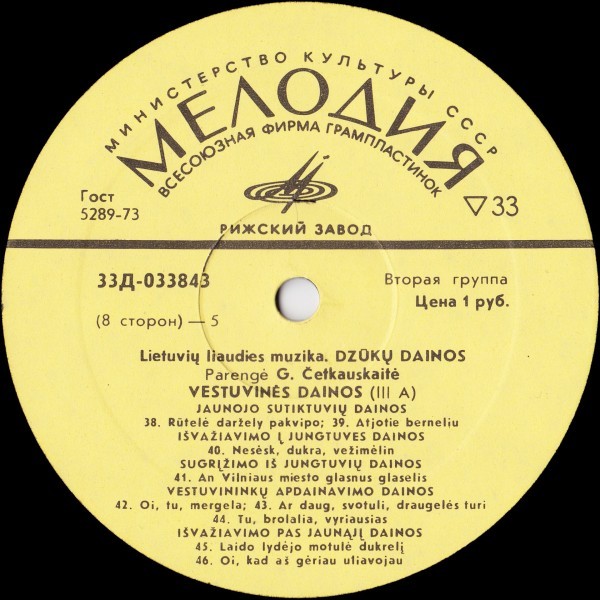 МИНИСТЕРСТВО КУЛЬТУРЫ СССР
МЕЛОДИЯ
ВСЕСОЮЗНАЯ ФИРМА ГРАМПЛАСТИНОК
Гост
5289-73
▽33
РИЖСКИЙ ЗАВОД
33Д-033843
Вторая группа
Цена 1 руб.
(8 сторон) — 5
Lietuvių liaudies muzika. DZŪKŲ DAINOS
Parengė G. Četkauskaitė
VESTUVINĖS DAINOS (III A)
JAUNOJO SUTIKTUVIŲ DAINOS
38. Rūtelė daržely pakvipo; 39. Atjotie berneliu
IŠVAŽIAVIMO Į JUNGTUVES DAINOS
40. Nesėsk, dukra, vežimėlin
SUGRĮŽIMO IŠ JUNGTUVIŲ DAINOS
41. An Vilniaus miesto glasnus glaselis
VESTUVININKŲ APDAINAVIMO DAINOS
42. Oi, tu, mergela; 43. Ar daug, svotuli, draugelės turi
44. Tu, brolalia, vyriausias
IŠVAŽIAVIMO PAS JAUNĄJĮ DAINOS
45. Laido lydėjo motulė dukrelį
46. Oi, kad aš gėriau uliavojau